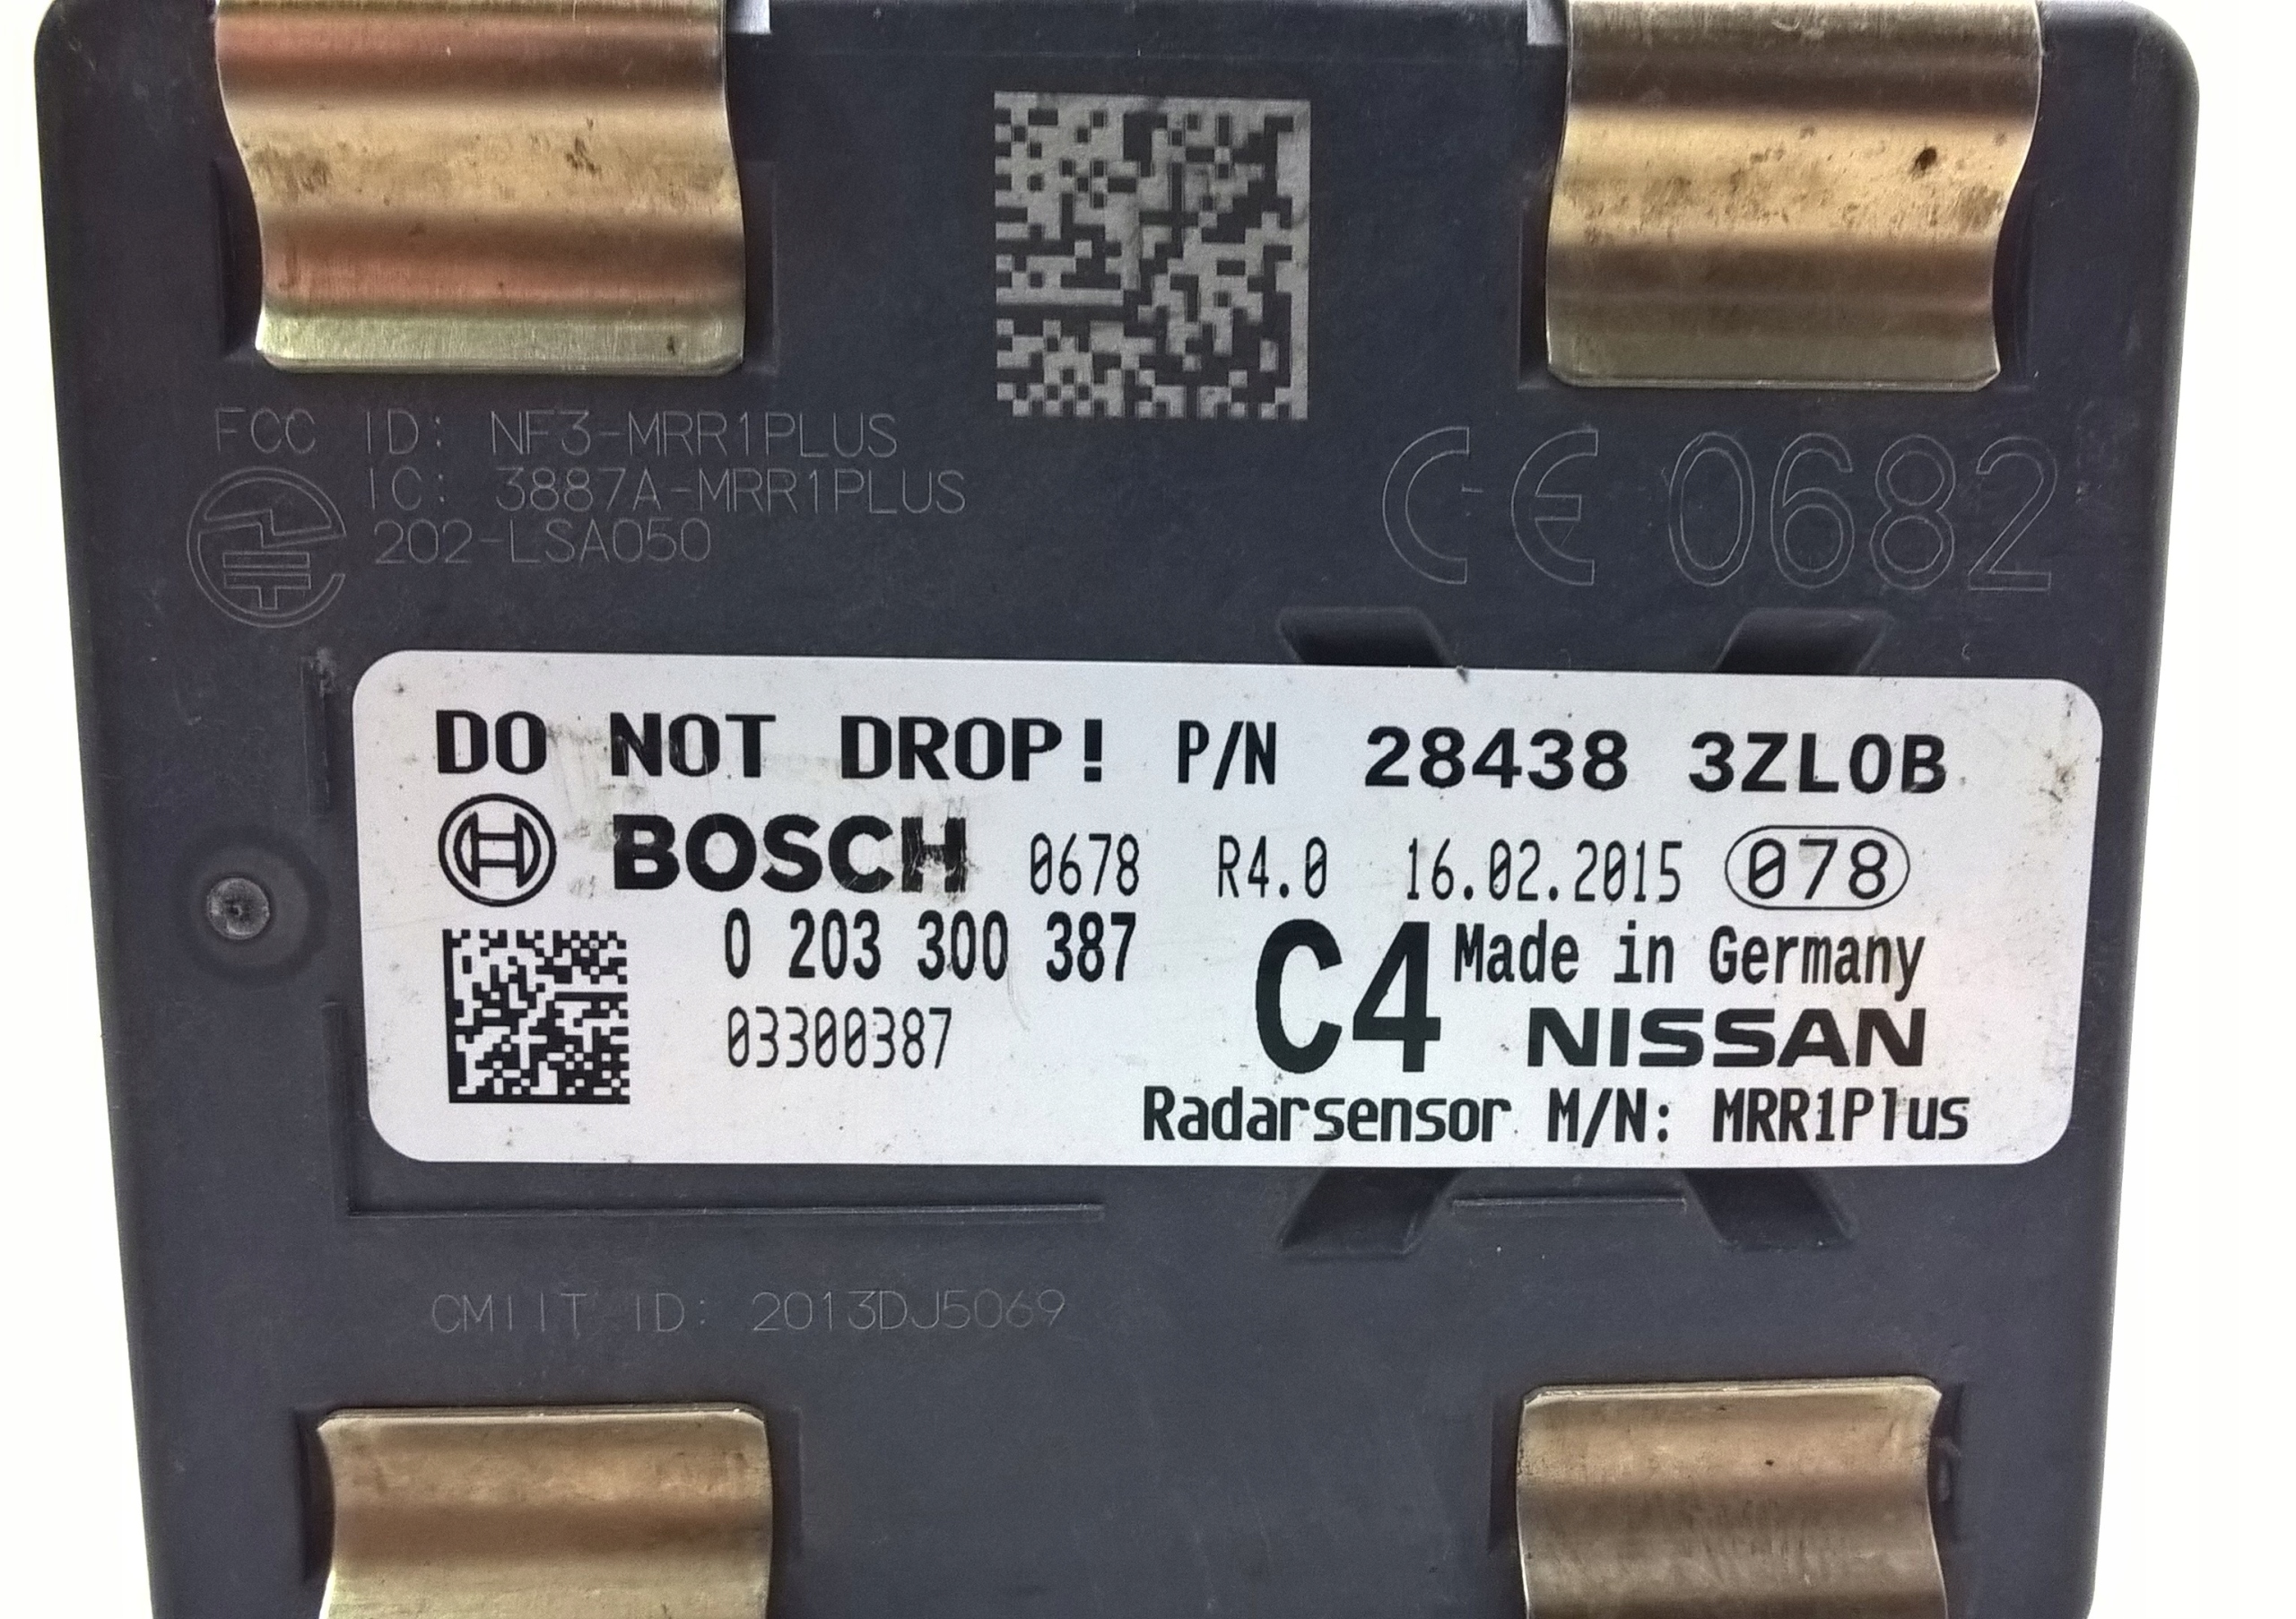 FCC ID: NF3-MRR1PLUS
IC: 3887A-MRR1PLUS
202-LSA050
CE 0682
DO NOT DROP! P/N 28438 3ZL0B
BOSCH 0678 R4.0 16.02.2015 078
0 203 300 387 C4 Made in Germany
03300387 NISSAN
Radarsensor M/N: MRR1Plus
CMIIT ID: 2013DJ5069